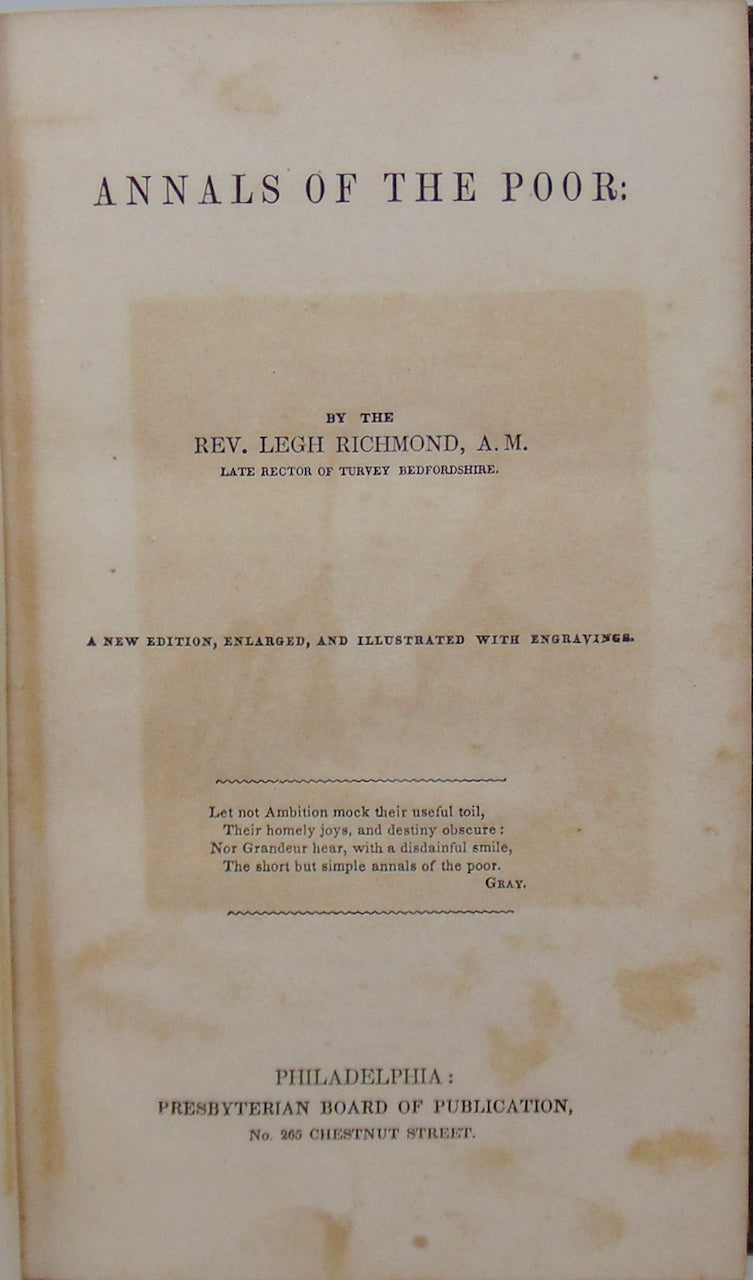 ANNALS OF THE POOR:
BY THE
REV. LEGH RICHMOND, A. M.
LATE RECTOR OF TURVEY BEDFORDSHIRE.
A NEW EDITION, ENLARGED, AND ILLUSTRATED WITH ENGRAVINGS.
Let not Ambition mock their useful toil,
Their homely joys, and destiny obscure :
Nor Grandeur hear, with a disdainful smile,
The short but simple annals of the poor.
GRAY.
PHILADELPHIA :
PRESBYTERIAN BOARD OF PUBLICATION,
No. 265 CHESTNUT STREET.